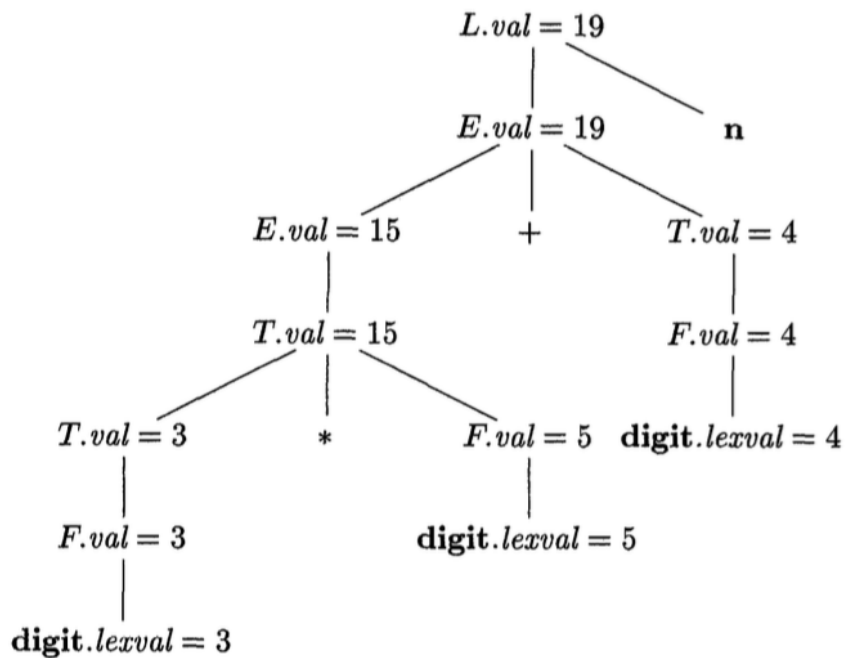 L.val = 19
E.val = 19 n
E.val = 15 + T.val = 4
T.val = 15 F.val = 4
T.val = 3 * F.val = 5 digit.lexval = 4
F.val = 3 digit.lexval = 5
digit.lexval = 3